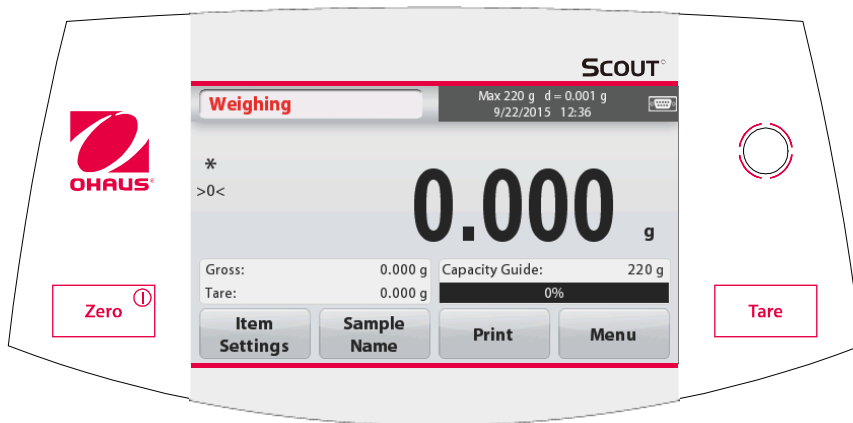 SCOUT
Weighing
Max 220 g d = 0.001 g
9/22/2015 12:36
OHAUS
*
>0<
0.000 g
Gross: 0.000 g
Tare: 0.000 g
Capacity Guide: 220 g
0%
Zero
Item Settings
Sample Name
Print
Menu
Tare